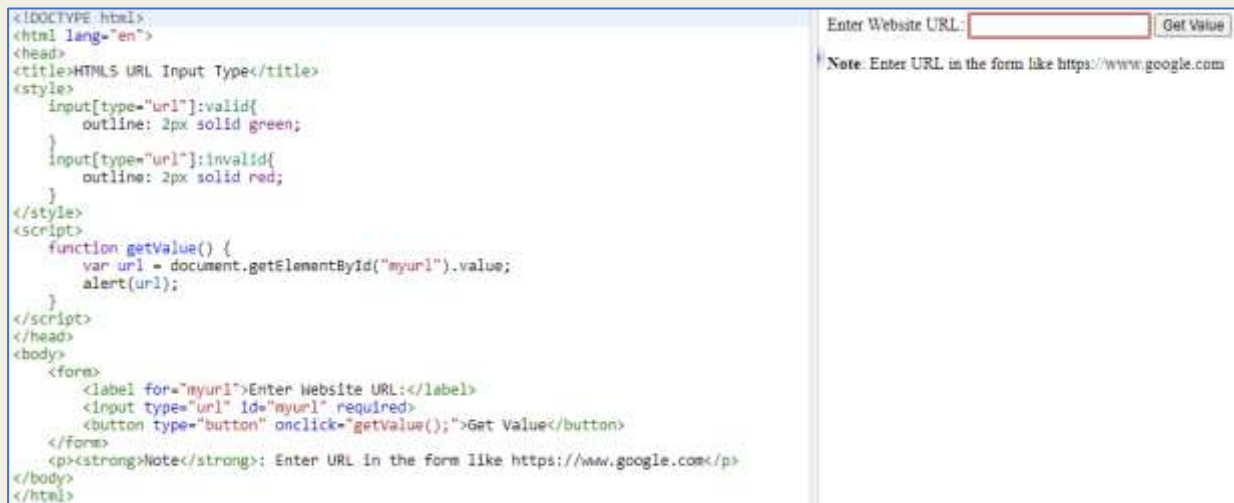 <!DOCTYPE html>
<html lang="en">
<head>
<title>HTML5 URL Input Type</title>
<style>
    input[type="url"]:valid{
        outline: 2px solid green;
    }
    input[type="url"]:invalid{
        outline: 2px solid red;
    }
</style>
<script>
    function getValue() {
        var url = document.getElementById("myurl").value;
        alert(url);
    }
</script>
</head>
<body>
    <form>
        <label for="myurl">Enter Website URL:</label>
        <input type="url" id="myurl" required>
        <button type="button" onclick="getValue();">Get Value</button>
    </form>
    <p><strong>Note</strong>: Enter URL in the form like https://www.google.com</p>
</body>
</html>
Enter Website URL: Get Value
Note: Enter URL in the form like https://www.google.com